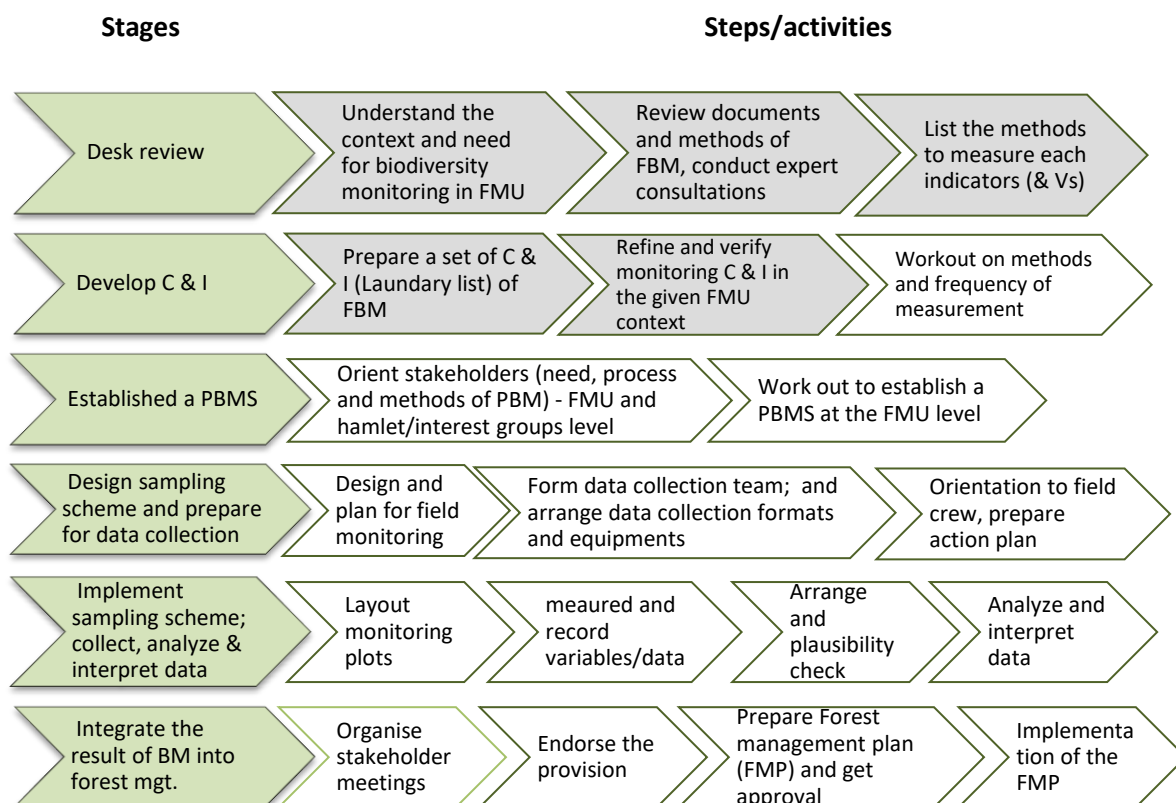 Stages
Steps/activities
Desk review
Understand the
context and need
for biodiversity
monitoring in FMU
Review documents
and methods of
FBM, conduct expert
consultations
List the methods
to measure each
indicators (& Vs)
Develop C & I
Prepare a set of C &
I (Laundary list) of
FBM
Refine and verify
monitoring C & I in
the given FMU
context
Workout on methods
and frequency of
measurement
Established a PBMS
Orient stakeholders (need, process
and methods of PBM) - FMU and
hamlet/interest groups level
Work out to establish a
PBMS at the FMU level
Design sampling
scheme and prepare
for data collection
Design and
plan for field
monitoring
Form data collection team;  and
arrange data collection formats
and equipments
Orientation to field
crew, prepare
action plan
Implement
sampling scheme;
collect, analyze &
interpret data
Layout
monitoring
plots
meaured and
record
variables/data
Arrange
and
plausibility
check
Analyze and
interpret
data
Integrate the
result of BM into
forest mgt.
Organise
stakeholder
meetings
Endorse the
provision
Prepare Forest
management plan
(FMP) and get
approval
Implementa
tion of the
FMP